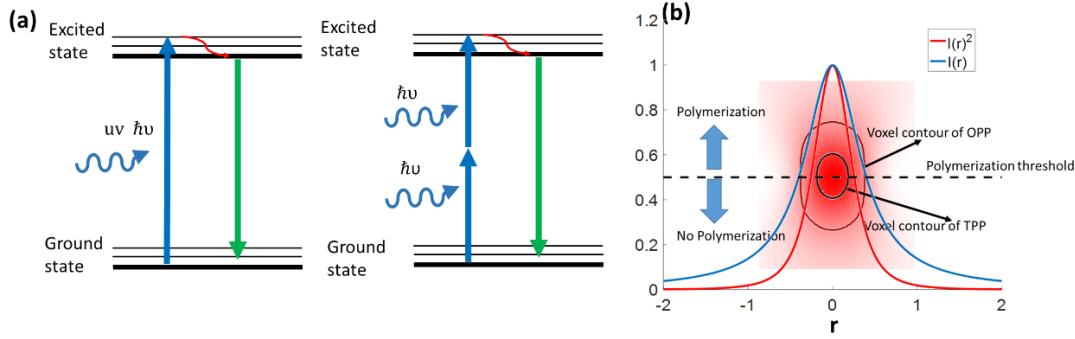 (a)
Excited
state
uv ħυ
Ground
state
Excited
state
ħυ
ħυ
Ground
state
(b)
1.2
1
0.8
0.6
0.4
0.2
0
-2
-1
0
1
2
r
I(r)²
I(r)
Polymerization
No Polymerization
Voxel contour of OPP
Polymerization threshold
Voxel contour of TPP